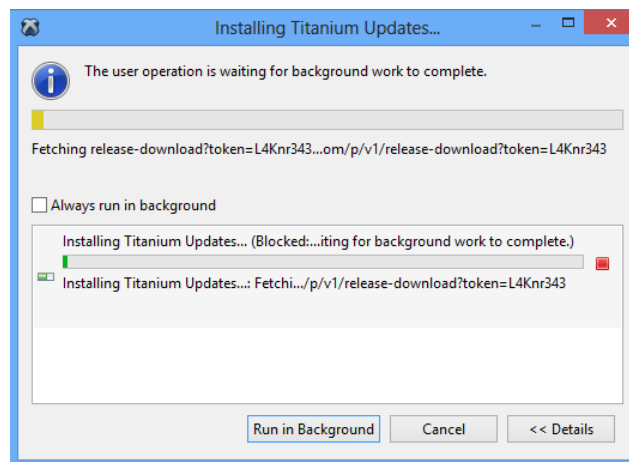 Installing Titanium Updates...
The user operation is waiting for background work to complete.
Fetching release-download?token=L4Knr343...om/p/v1/release-download?token=L4Knr343
Always run in background
Installing Titanium Updates... (Blocked:...iting for background work to complete.)
Installing Titanium Updates...: Fetchi.../p/v1/release-download?token=L4Knr343
Run in Background Cancel << Details